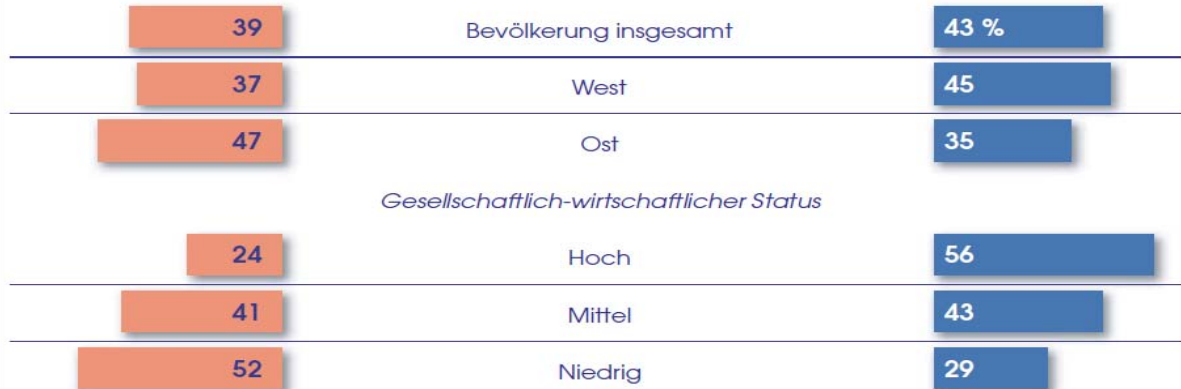 39 Bevölkerung insgesamt 43 %
37 West 45
47 Ost 35
Gesellschaftlich-wirtschaftlicher Status
24 Hoch 56
41 Mittel 43
52 Niedrig 29